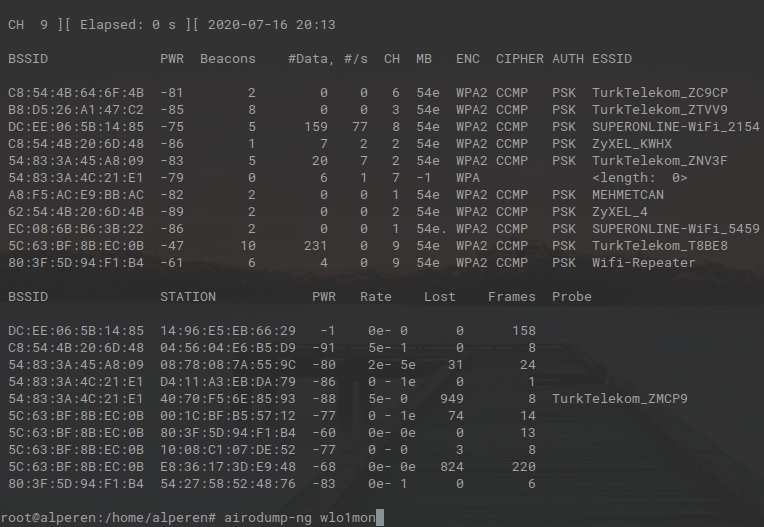 CH  9 ][ Elapsed: 0 s ][ 2020-07-16 20:13
BSSID              PWR  Beacons    #Data, #/s  CH  MB   ENC  CIPHER AUTH ESSID
C8:54:4B:64:6F:4B  -81        2        0    0   6  54e  WPA2 CCMP   PSK  TurkTelekom_ZC9CP
B8:D5:26:A1:47:C2  -85        8        0    0   3  54e  WPA2 CCMP   PSK  TurkTelekom_ZTVV9
DC:EE:06:5B:14:85  -75        5      159   77   8  54e  WPA2 CCMP   PSK  SUPERONLINE-WiFi_2154
C8:54:4B:20:6D:48  -86        1        7    2   2  54e  WPA2 CCMP   PSK  ZyXEL_KWHX
54:83:3A:45:A8:09  -83        5       20    7   2  54e  WPA2 CCMP   PSK  TurkTelekom_ZNV3F
54:83:3A:4C:21:E1  -79        0        6    1   7  -1   WPA              <length:  0>
A8:F5:AC:E9:BB:AC  -82        2        0    0   1  54e  WPA2 CCMP   PSK  MEHMETCAN
62:54:4B:20:6D:4B  -89        2        0    0   2  54e  WPA2 CCMP   PSK  ZyXEL_4
EC:08:6B:B6:3B:22  -86        2        0    0   1  54e. WPA2 CCMP   PSK  SUPERONLINE-WiFi_5459
5C:63:BF:8B:EC:0B  -47       10      231    0   9  54e  WPA2 CCMP   PSK  TurkTelekom_T8BE8
80:3F:5D:94:F1:B4  -61        6        4    0   9  54e  WPA2 CCMP   PSK  Wifi-Repeater
BSSID              STATION            PWR   Rate    Lost    Frames  Probe
DC:EE:06:5B:14:85  14:96:E5:EB:66:29   -1    0e- 0      0      158
C8:54:4B:20:6D:48  04:56:04:E6:B5:D9  -91    5e- 1      0        8
54:83:3A:45:A8:09  08:78:08:7A:55:9C  -80    2e- 5e    31       24
54:83:3A:4C:21:E1  D4:11:A3:EB:DA:79  -86    0 - 1e     0        1
54:83:3A:4C:21:E1  40:70:F5:6E:85:93  -88    5e- 0    949        8  TurkTelekom_ZMCP9
5C:63:BF:8B:EC:0B  00:1C:BF:B5:57:12  -77    0 - 1e    74       14
5C:63:BF:8B:EC:0B  80:3F:5D:94:F1:B4  -60    0e- 0e     0       13
5C:63:BF:8B:EC:0B  10:08:C1:07:DE:52  -77    0 - 0      3        8
5C:63:BF:8B:EC:0B  E8:36:17:3D:E9:48  -68    0e- 0e   824      220
80:3F:5D:94:F1:B4  54:27:58:52:48:76  -83    0e- 1      0        6
root@alperen:/home/alperen# airodump-ng wlo1mon